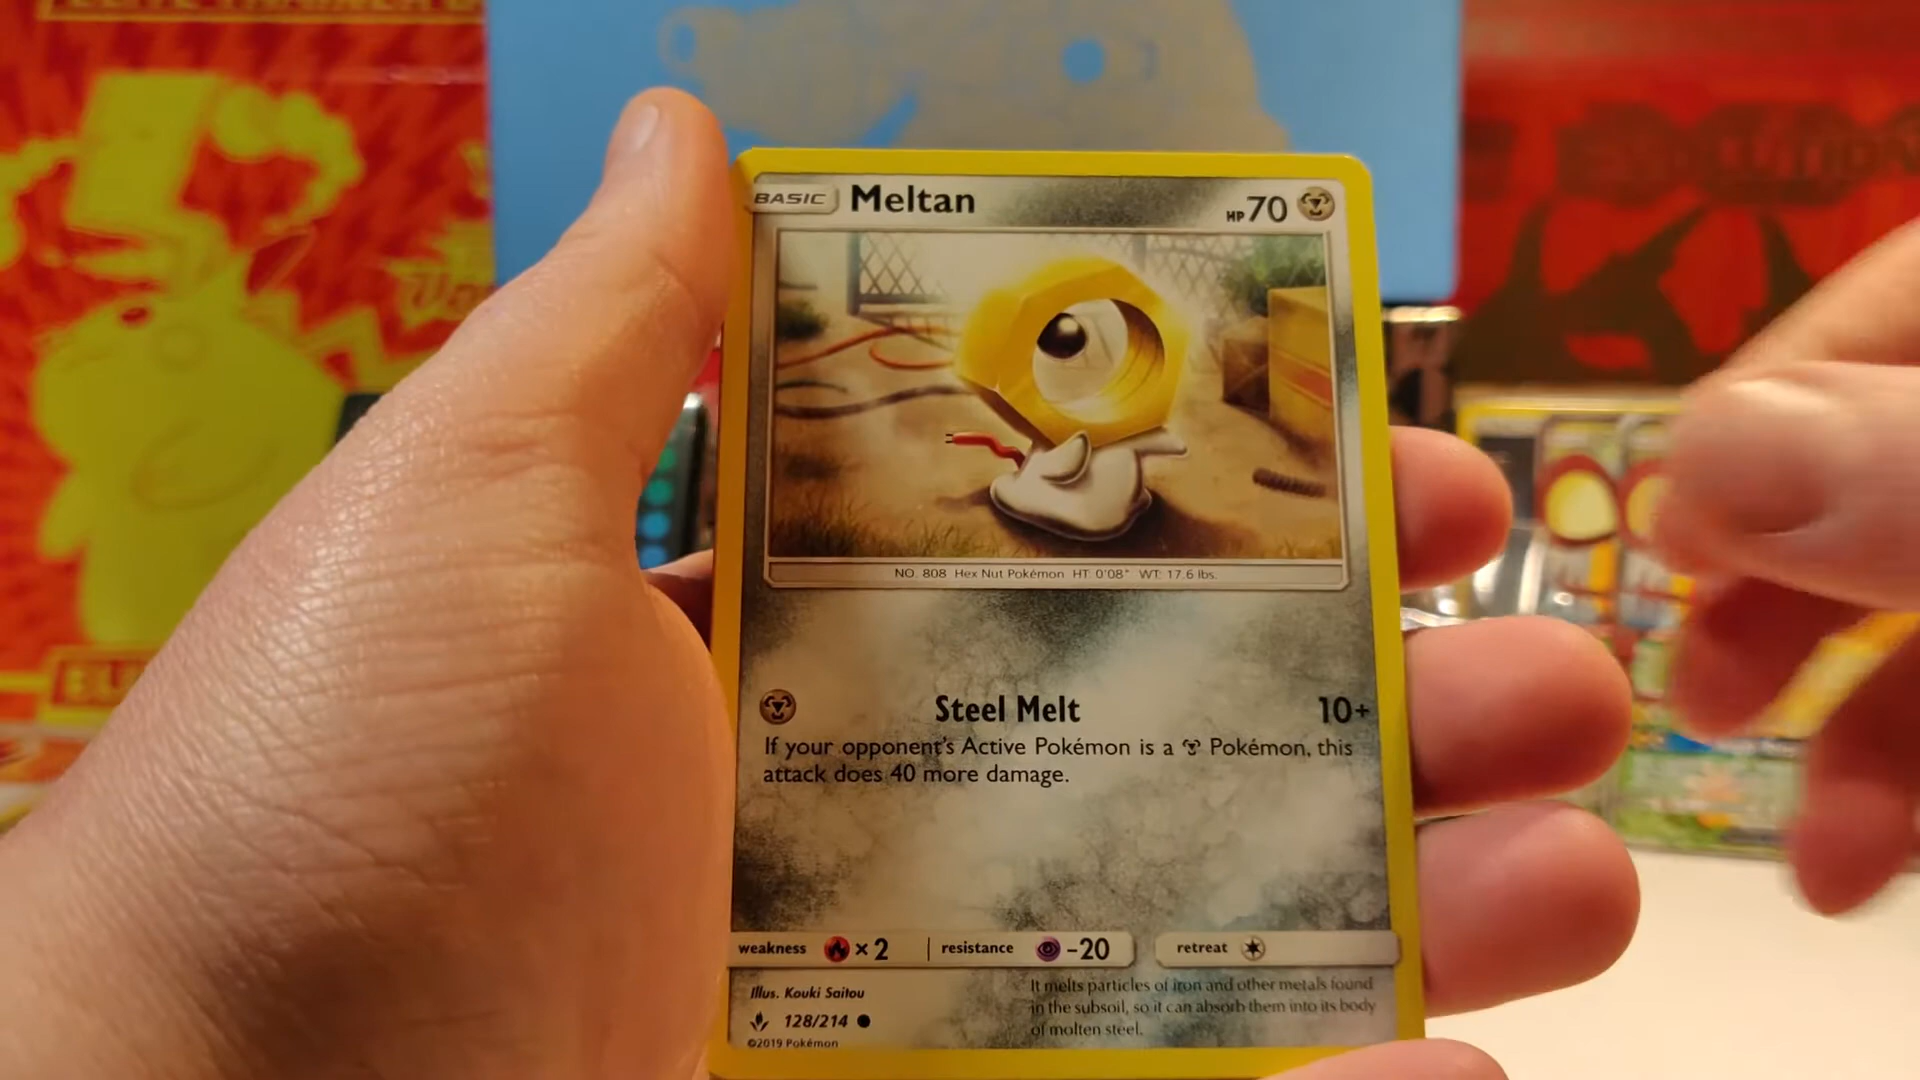 BASIC Meltan HP 70
NO. 808 Hex Nut Pokémon HT: 0'08" WT: 17.6 lbs.
Steel Melt 10+
If your opponent's Active Pokémon is a Pokémon, this
attack does 40 more damage.
weakness ×2 resistance -20 retreat
Illus. Kouki Saitou
128/214
©2019 Pokémon
It melts particles of iron and other metals found
in the subsoil, so it can absorb them into its body
of molten steel.